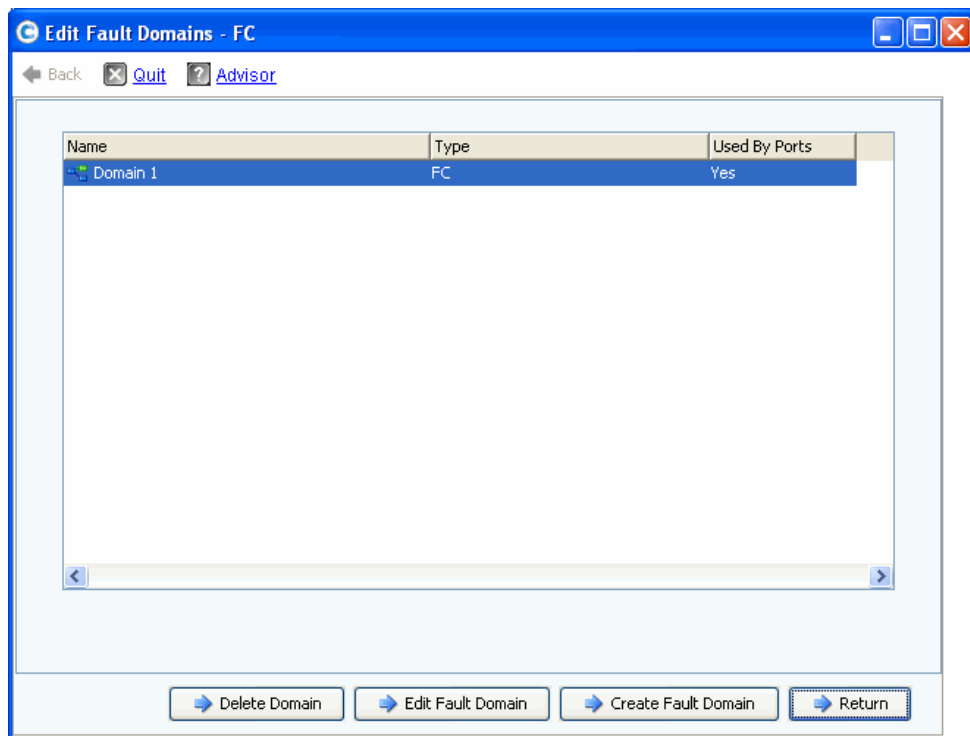 Edit Fault Domains - FC
Back Quit Advisor
Name Type Used By Ports
Domain 1 FC Yes
Delete Domain Edit Fault Domain Create Fault Domain Return